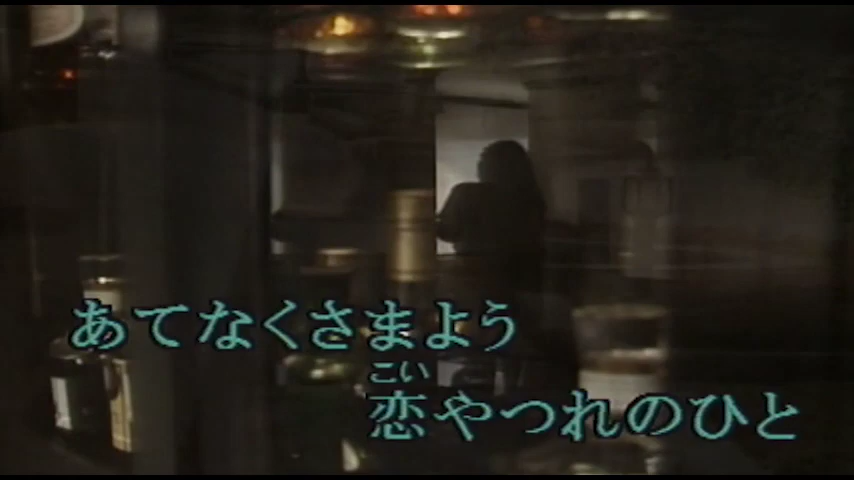 あてなくさまよう
こい
恋やつれのひと